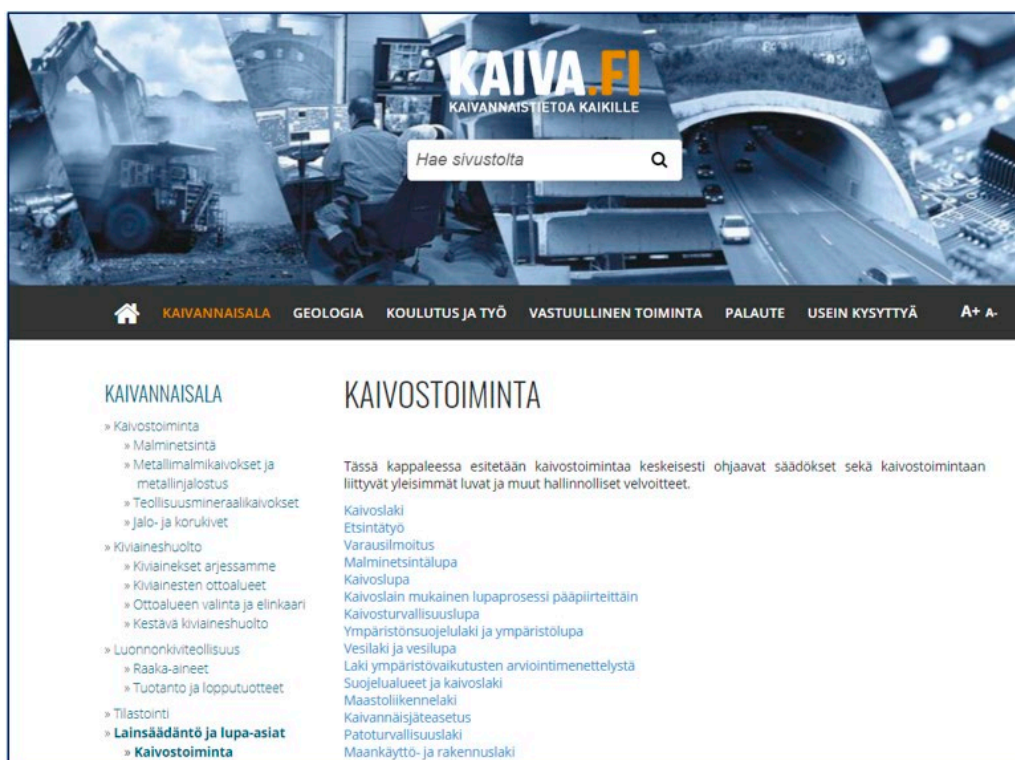 KAIVA.FI
KAIVANNAISTIETOA KAIKILLE
Hae sivustolta
KAIVANNAISALA GEOLOGIA KOULUTUS JA TYÖ VASTUULLINEN TOIMINTA PALAUTE USEIN KYSYTTYÄ A+ A-
KAIVANNAISALA
» Kaivostoiminta
» Malminetsintä
» Metallimalmikaivokset ja
metallinjalostus
» Teollisuusmineraalikaivokset
» Jalo- ja korukivet
» Kiviaineshuolto
» Kiviainekset arjessamme
» Kiviainesten ottoalueet
» Ottoalueen valinta ja elinkaari
» Kestävä kiviaineshuolto
» Luonnonkiviteollisuus
» Raaka-aineet
» Tuotanto ja lopputuotteet
» Tilastointi
» Lainsäädäntö ja lupa-asiat
» Kaivostoiminta
KAIVOSTOIMINTA
Tässä kappaleessa esitetään kaivostoimintaa keskeisesti ohjaavat säädökset sekä kaivostoimintaan
liittyvät yleisimmät luvat ja muut hallinnolliset velvoitteet.
Kaivoslaki
Etsintätyö
Varausilmoitus
Malminetsintälupa
Kaivoslupa
Kaivoslain mukainen lupaprosessi pääpiirteittäin
Kaivosturvallisuuslupa
Ympäristönsuojelulaki ja ympäristölupa
Vesilaki ja vesilupa
Laki ympäristövaikutusten arviointimenettelystä
Suojelualueet ja kaivoslaki
Maastoliikennelaki
Kaivannaisjäteasetus
Patoturvallisuuslaki
Maankäyttö- ja rakennuslaki